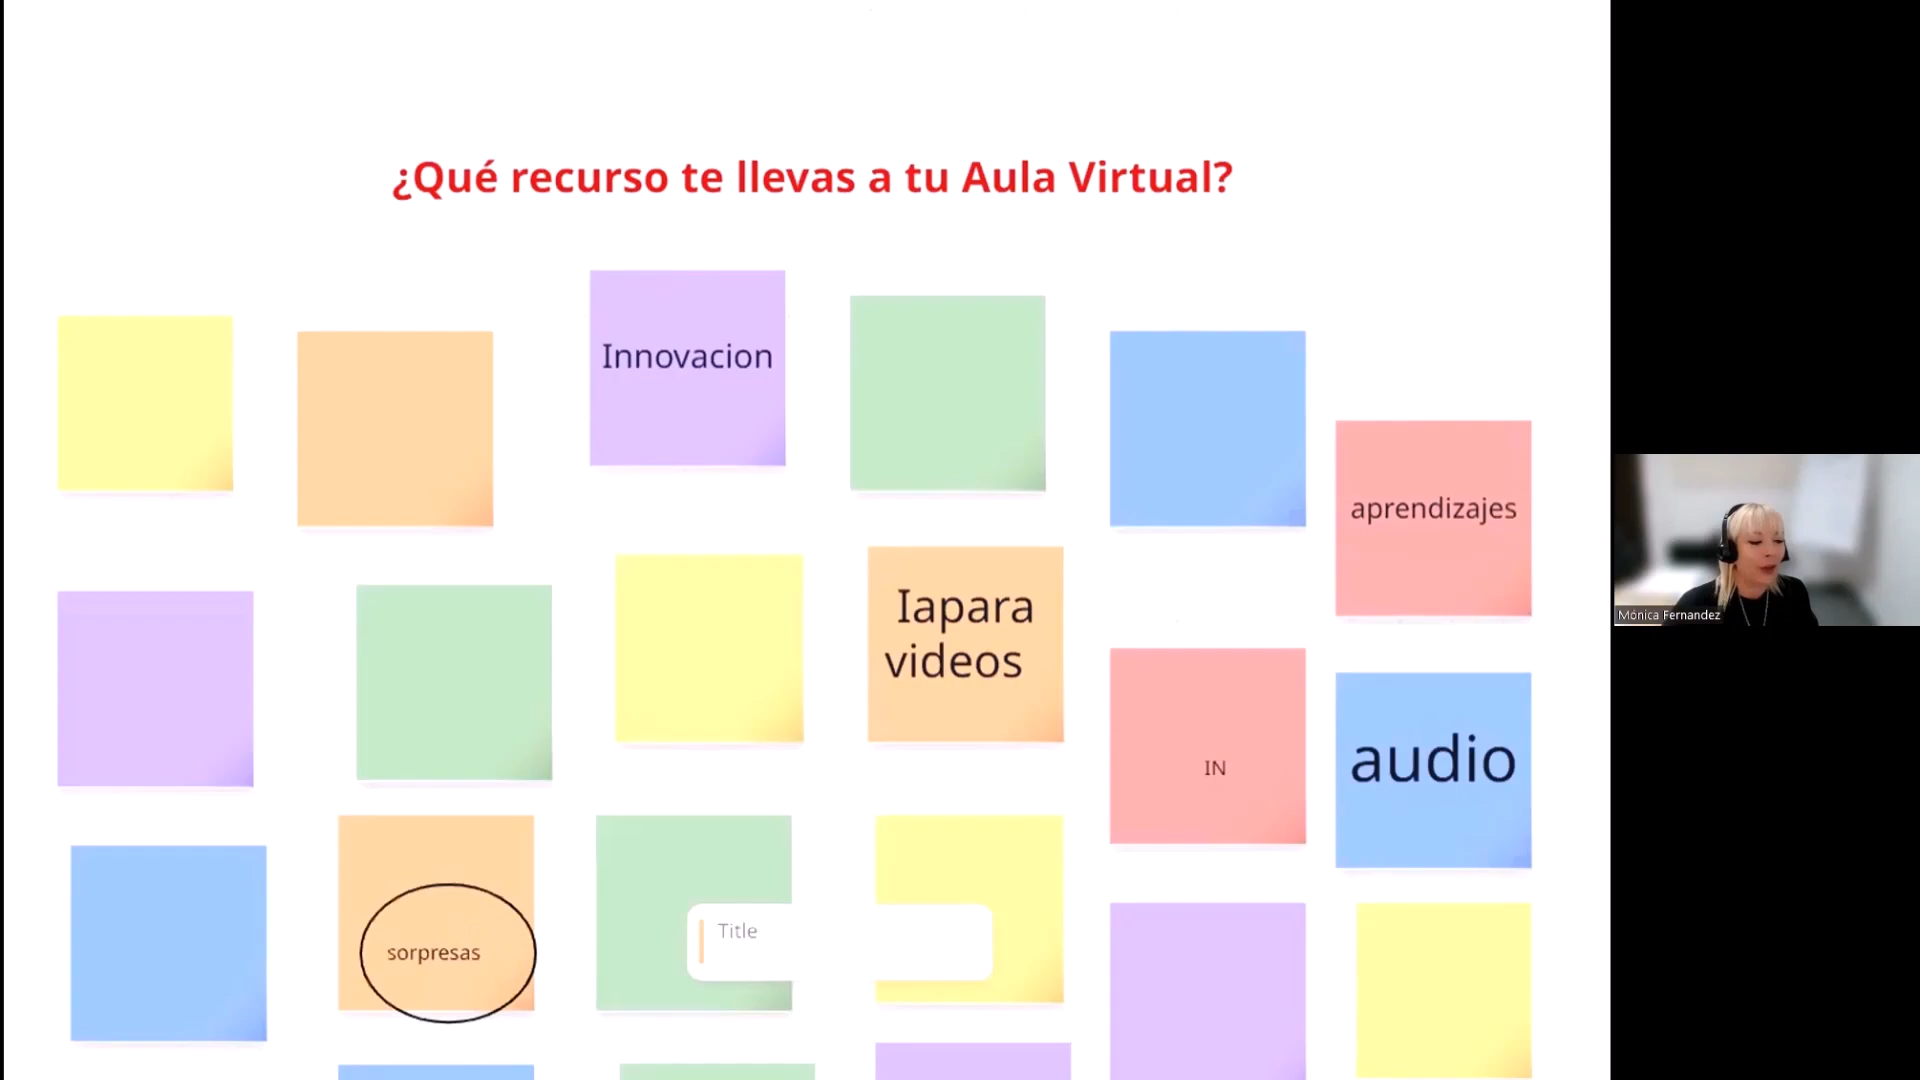 ¿Qué recurso te llevas a tu Aula Virtual?
Innovacion
aprendizajes
Iapara
videos
IN
audio
sorpresas
Title
Mónica Fernandez